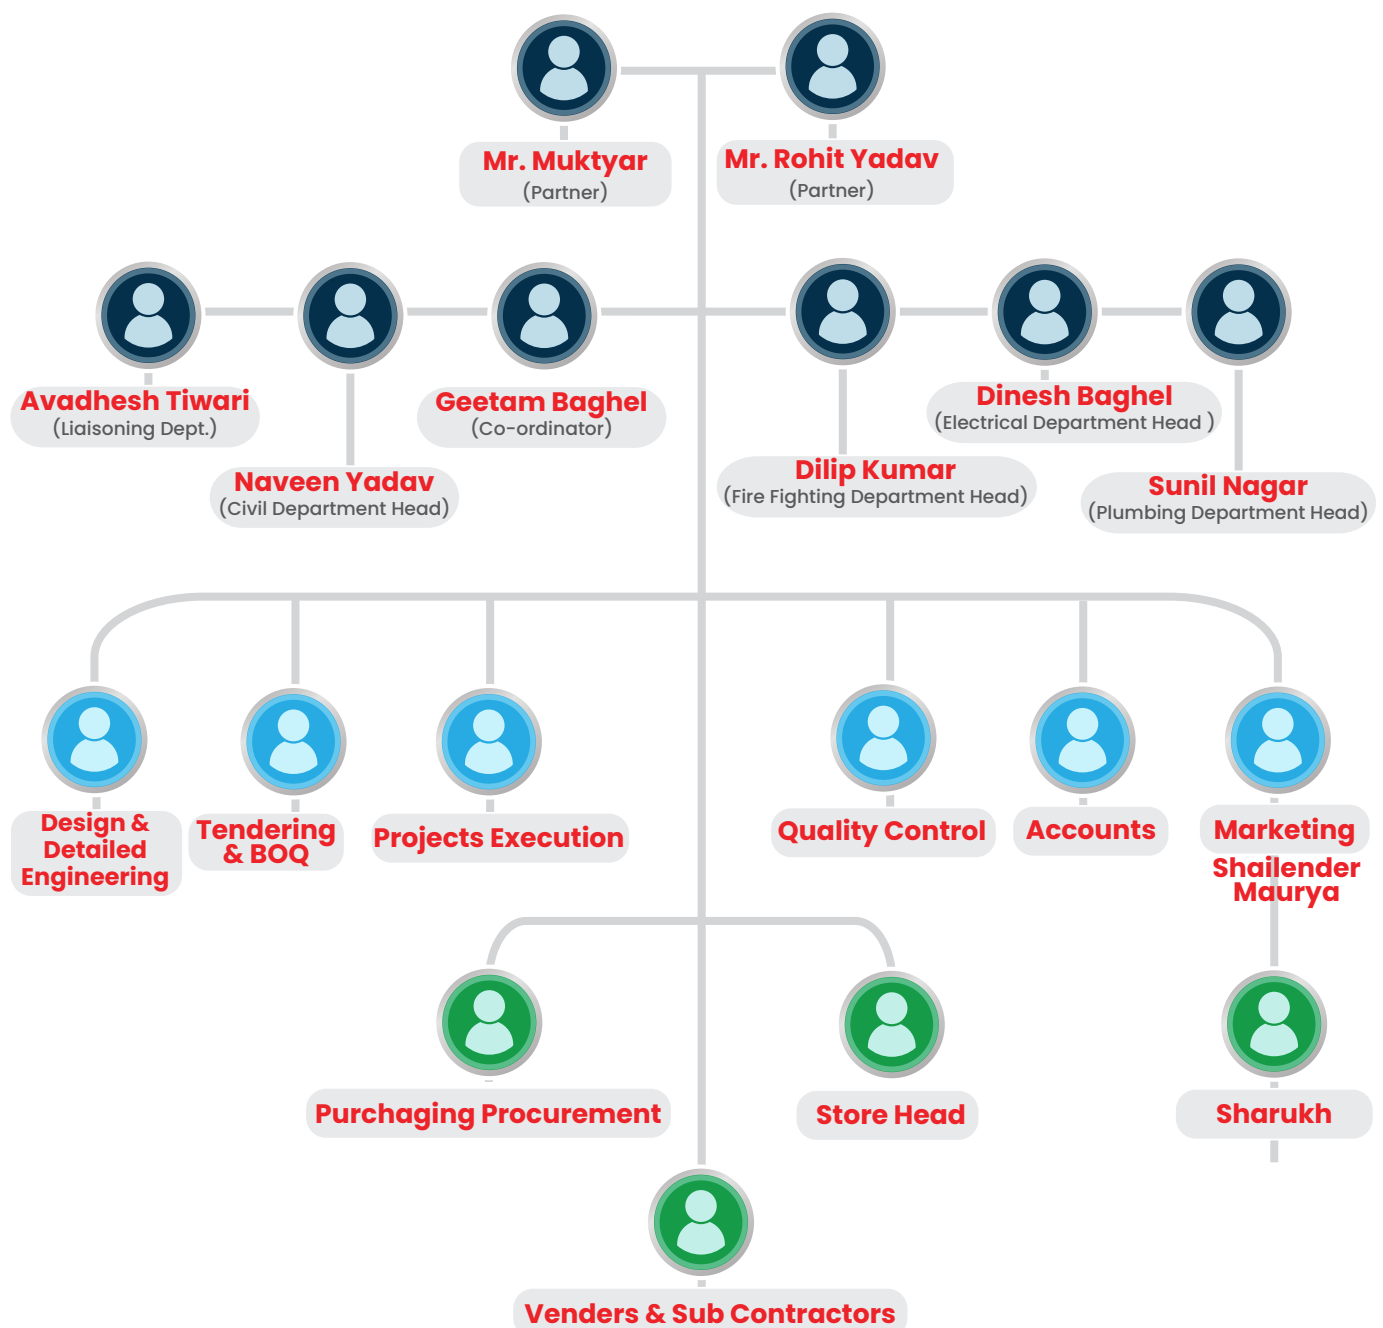 Mr. Muktyar
(Partner)
Mr. Rohit Yadav
(Partner)
Avadhesh Tiwari
(Liaisoning Dept.)
Naveen Yadav
(Civil Department Head)
Geetam Baghel
(Co-ordinator)
Dilip Kumar
(Fire Fighting Department Head)
Dinesh Baghel
(Electrical Department Head )
Sunil Nagar
(Plumbing Department Head)
Design &
Detailed
Engineering
Tendering
& BOQ
Projects Execution
Quality Control
Accounts
Marketing
Shailender
Maurya
Purchaging Procurement
Store Head
Sharukh
Venders & Sub Contractors